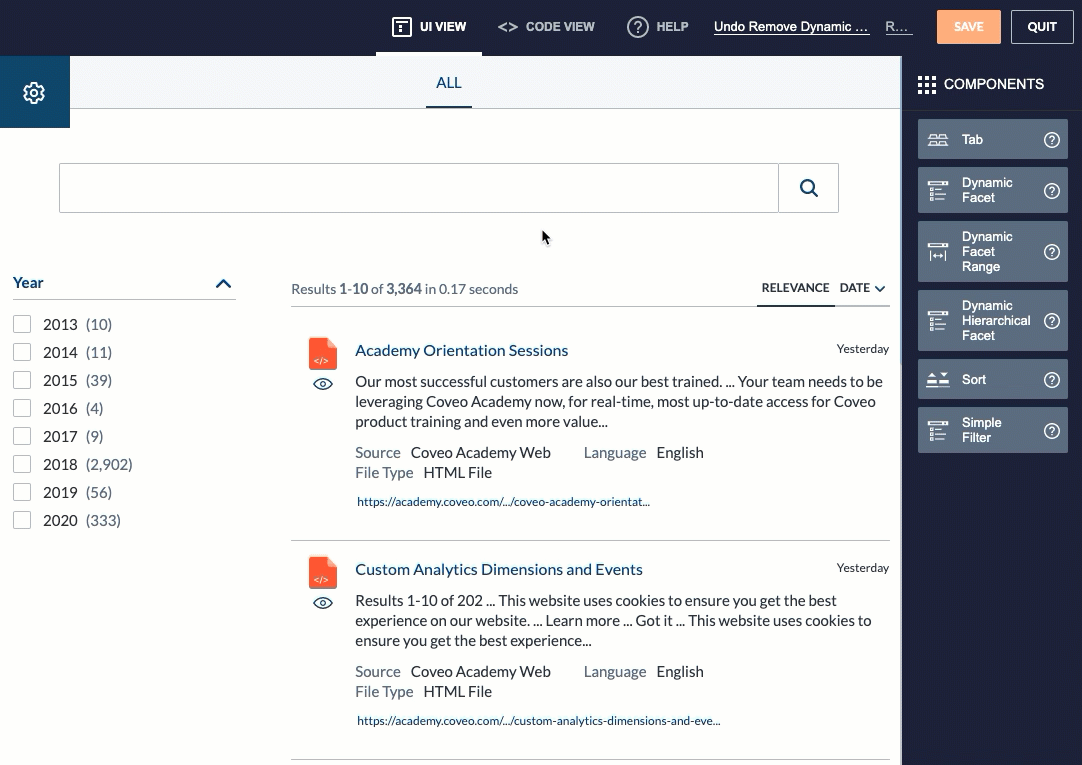 UI VIEW
<> CODE VIEW
? HELP
Undo Remove Dynamic ...
R...
SAVE
QUIT
ALL
COMPONENTS
Tab ?
Dynamic
Facet ?
Dynamic
Facet
Range ?
Dynamic
Hierarchical
Facet ?
Sort ?
Simple
Filter ?
Year
2013 (10)
2014 (11)
2015 (39)
2016 (4)
2017 (9)
2018 (2,902)
2019 (56)
2020 (333)
Results 1-10 of 3,364 in 0.17 seconds
RELEVANCE DATE
</>
Academy Orientation Sessions
Yesterday
Our most successful customers are also our best trained. ... Your team needs to be
leveraging Coveo Academy now, for real-time, most up-to-date access for Coveo
product training and even more value...
Source Coveo Academy Web Language English
File Type HTML File
https://academy.coveo.com/.../coveo-academy-orientat...
</>
Custom Analytics Dimensions and Events
Yesterday
Results 1-10 of 202 ... This website uses cookies to ensure you get the best
experience on our website. ... Learn more ... Got it ... This website uses cookies to
ensure you get the best experience...
Source Coveo Academy Web Language English
File Type HTML File
https://academy.coveo.com/.../custom-analytics-dimensions-and-eve...